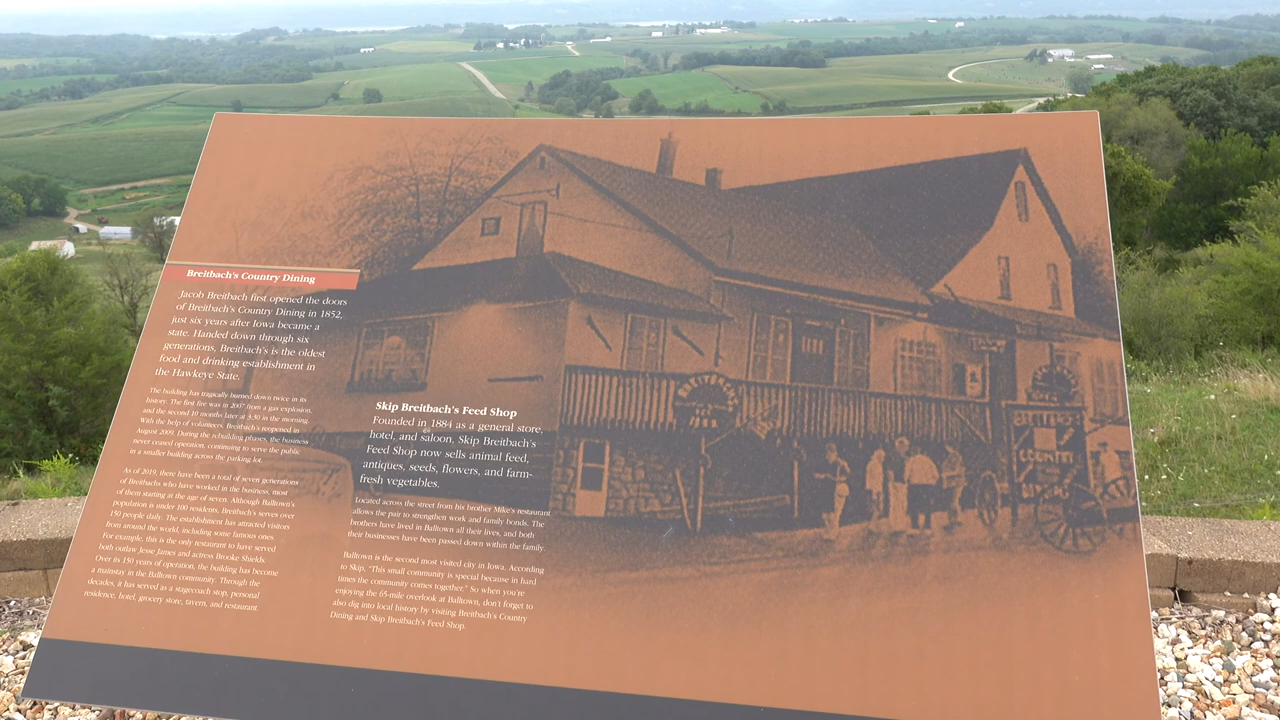 Breitbach's Country Dining
Jacob Breitbach first opened the doors
of Breitbach's Country Dining in 1852,
just six years after Iowa became a
state. Handed down through six
generations, Breitbach's is the oldest
food and drinking establishment in
the Hawkeye State.
The building has tragically burned down twice in its
history. The first fire was in 2007 from a gas explosion,
and the second 10 months later at 3:30 in the morning.
With the help of volunteers, Breitbach's reopened in
August 2009. During the rebuilding phases, the business
never ceased operation, continuing to serve the public
in a smaller building across the parking lot.
As of 2019, there have been a total of seven generations
of Breitbachs who have worked in the business, most
of them starting at the age of seven. Although Balltown's
population is under 100 residents, Breitbach's serves over
150 people daily. The establishment has attracted visitors
from around the world, including some famous ones.
For example, this is the only restaurant to have served
both outlaw Jesse James and actress Brooke Shields.
Over its 150 years of operation, the building has become
a mainstay in the Balltown community. Through the
decades, it has served as a stagecoach stop, personal
residence, hotel, grocery store, tavern, and restaurant.
Skip Breitbach's Feed Shop
Founded in 1884 as a general store,
hotel, and saloon, Skip Breitbach's
Feed Shop now sells animal feed,
antiques, seeds, flowers, and farm-
fresh vegetables.
Located across the street from his brother Mike's restaurant
allows the pair to strengthen work and family bonds. The
brothers have lived in Balltown all their lives, and both
their businesses have been passed down within the family.
Balltown is the second most visited city in Iowa. According
to Skip, "This small community is special because in hard
times the community comes together." So when you're
enjoying the 65-mile overlook at Balltown, don't forget to
also dig into local history by visiting Breitbach's Country
Dining and Skip Breitbach's Feed Shop.
BREITBACH
COUNTRY